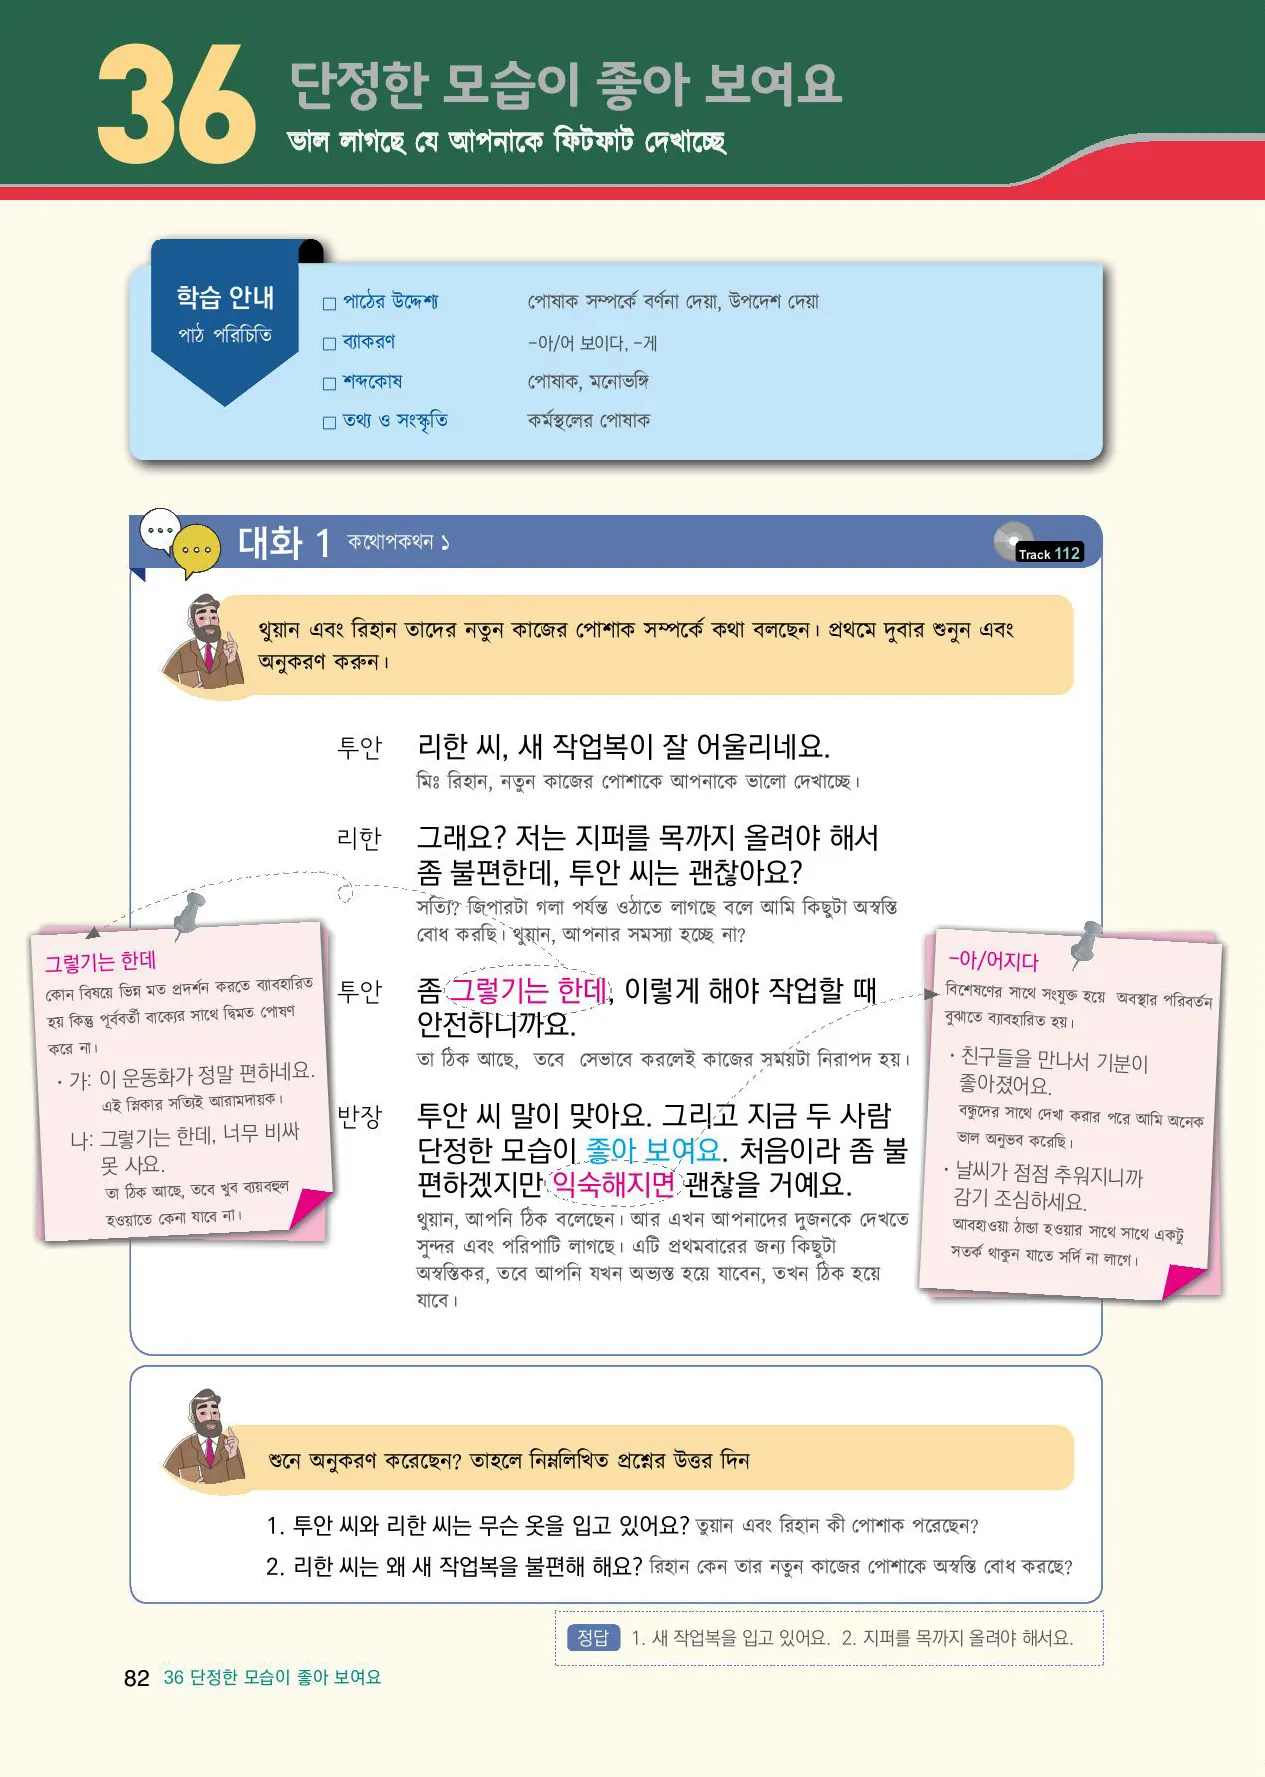 36
단정한 모습이 좋아 보여요
ভাল লাগছে যে আপনাকে ফিটফাট দেখাচ্ছে
학습 안내
পাঠ পরিচিতি
□ পাঠের উদ্দেশ্য পোষাক সম্পর্কে বর্ণনা দেয়া, উপদেশ দেয়া
□ ব্যাকরণ -아/어 보이다, -게
□ শব্দকোষ পোষাক, মনোভঙ্গি
□ তথ্য ও সংস্কৃতি কর্মস্থলের পোষাক
대화 1 কথোপকথন ১
Track 112
থুয়ান এবং রিহান তাদের নতুন কাজের পোশাক সম্পর্কে কথা বলছেন। প্রথমে দুবার শুনুন এবং
অনুকরণ করুন।
투안 리한 씨, 새 작업복이 잘 어울리네요.
মিঃ রিহান, নতুন কাজের পোশাকে আপনাকে ভালো দেখাচ্ছে।
리한 그래요? 저는 지퍼를 목까지 올려야 해서
좀 불편한데, 투안 씨는 괜찮아요?
সত্যি? জিপারটা গলা পর্যন্ত ওঠাতে লাগছে বলে আমি কিছুটা অস্বস্তি
বোধ করছি। থুয়ান, আপনার সমস্যা হচ্ছে না?
투안 좀 그렇기는 한데, 이렇게 해야 작업할 때
안전하니까요.
তা ঠিক আছে, তবে সেভাবে করলেই কাজের সময়টা নিরাপদ হয়।
반장 투안 씨 말이 맞아요. 그리고 지금 두 사람
단정한 모습이 좋아 보여요. 처음이라 좀 불
편하겠지만 익숙해지면 괜찮을 거예요.
থুয়ান, আপনি ঠিক বলেছেন। আর এখন আপনাদের দুজনকে দেখতে
সুন্দর এবং পরিপাটি লাগছে। এটি প্রথমবারের জন্য কিছুটা
অস্বস্তিকর, তবে আপনি যখন অভ্যস্ত হয়ে যাবেন, তখন ঠিক হয়ে
যাবে।
그렇기는 한데
কোন বিষয়ে ভিন্ন মত প্রদর্শন করতে ব্যাবহারিত
হয় কিন্তু পূর্ববর্তী বাক্যের সাথে দ্বিমত পোষণ
করে না।
· 가: 이 운동화가 정말 편하네요.
এই স্নিকার সত্যিই আরামদায়ক।
나: 그렇기는 한데, 너무 비싸
못 사요.
তা ঠিক আছে, তবে খুব ব্যয়বহুল
হওয়াতে কেনা যাবে না।
-아/어지다
বিশেষণের সাথে সংযুক্ত হয়ে অবস্থার পরিবর্তন
বুঝাতে ব্যাবহারিত হয়।
· 친구들을 만나서 기분이
좋아졌어요.
বন্ধুদের সাথে দেখা করার পরে আমি অনেক
ভাল অনুভব করেছি।
· 날씨가 점점 추워지니까
감기 조심하세요.
আবহাওয়া ঠান্ডা হওয়ার সাথে সাথে একটু
সতর্ক থাকুন যাতে সর্দি না লাগে।
শুনে অনুকরণ করেছেন? তাহলে নিম্নলিখিত প্রশ্নের উত্তর দিন
1. 투안 씨와 리한 씨는 무슨 옷을 입고 있어요? তুয়ান এবং রিহান কী পোশাক পরেছেন?
2. 리한 씨는 왜 새 작업복을 불편해 해요? রিহান কেন তার নতুন কাজের পোশাকে অস্বস্তি বোধ করছে?
정답 1. 새 작업복을 입고 있어요. 2. 지퍼를 목까지 올려야 해서요.
82 36 단정한 모습이 좋아 보여요